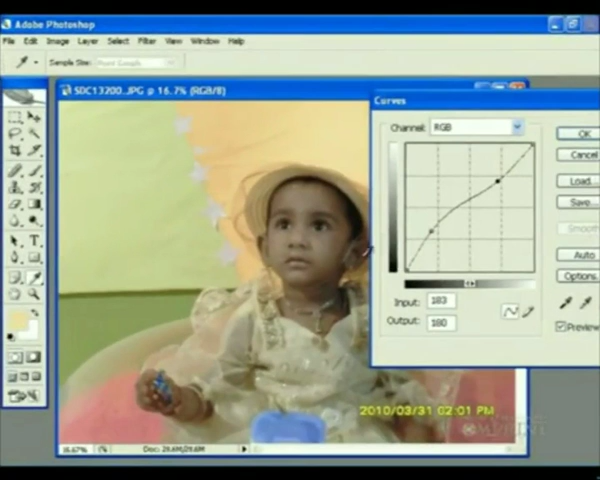 Adobe Photoshop
File Edit Image Layer Select Filter View Window Help
Sample Size: Point Sample
SDC13200.JPG @ 16.7% (RGB/8)
Curves
Channel: RGB
OK
Cancel
Load...
Save...
Smooth
Auto
Options...
Input: 183
Output: 180
Preview
2010/03/31 02:01 PM
16.67%
Doc: 28.6M/28.6M